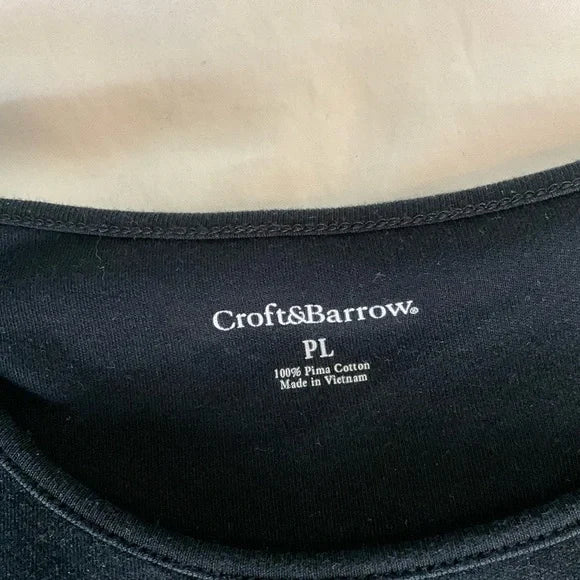 Croft&Barrow®
PL
100% Pima Cotton
Made in Vietnam